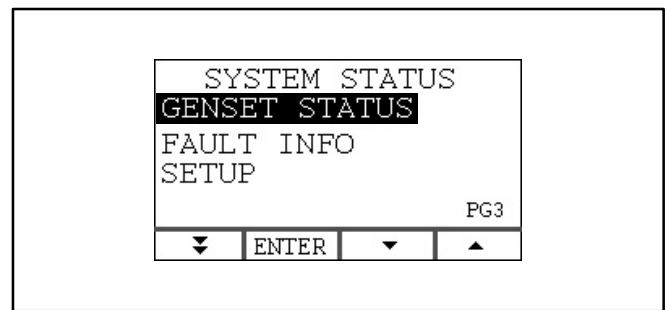 SYSTEM STATUS
GENSET STATUS
FAULT INFO
SETUP
PG3
ENTER